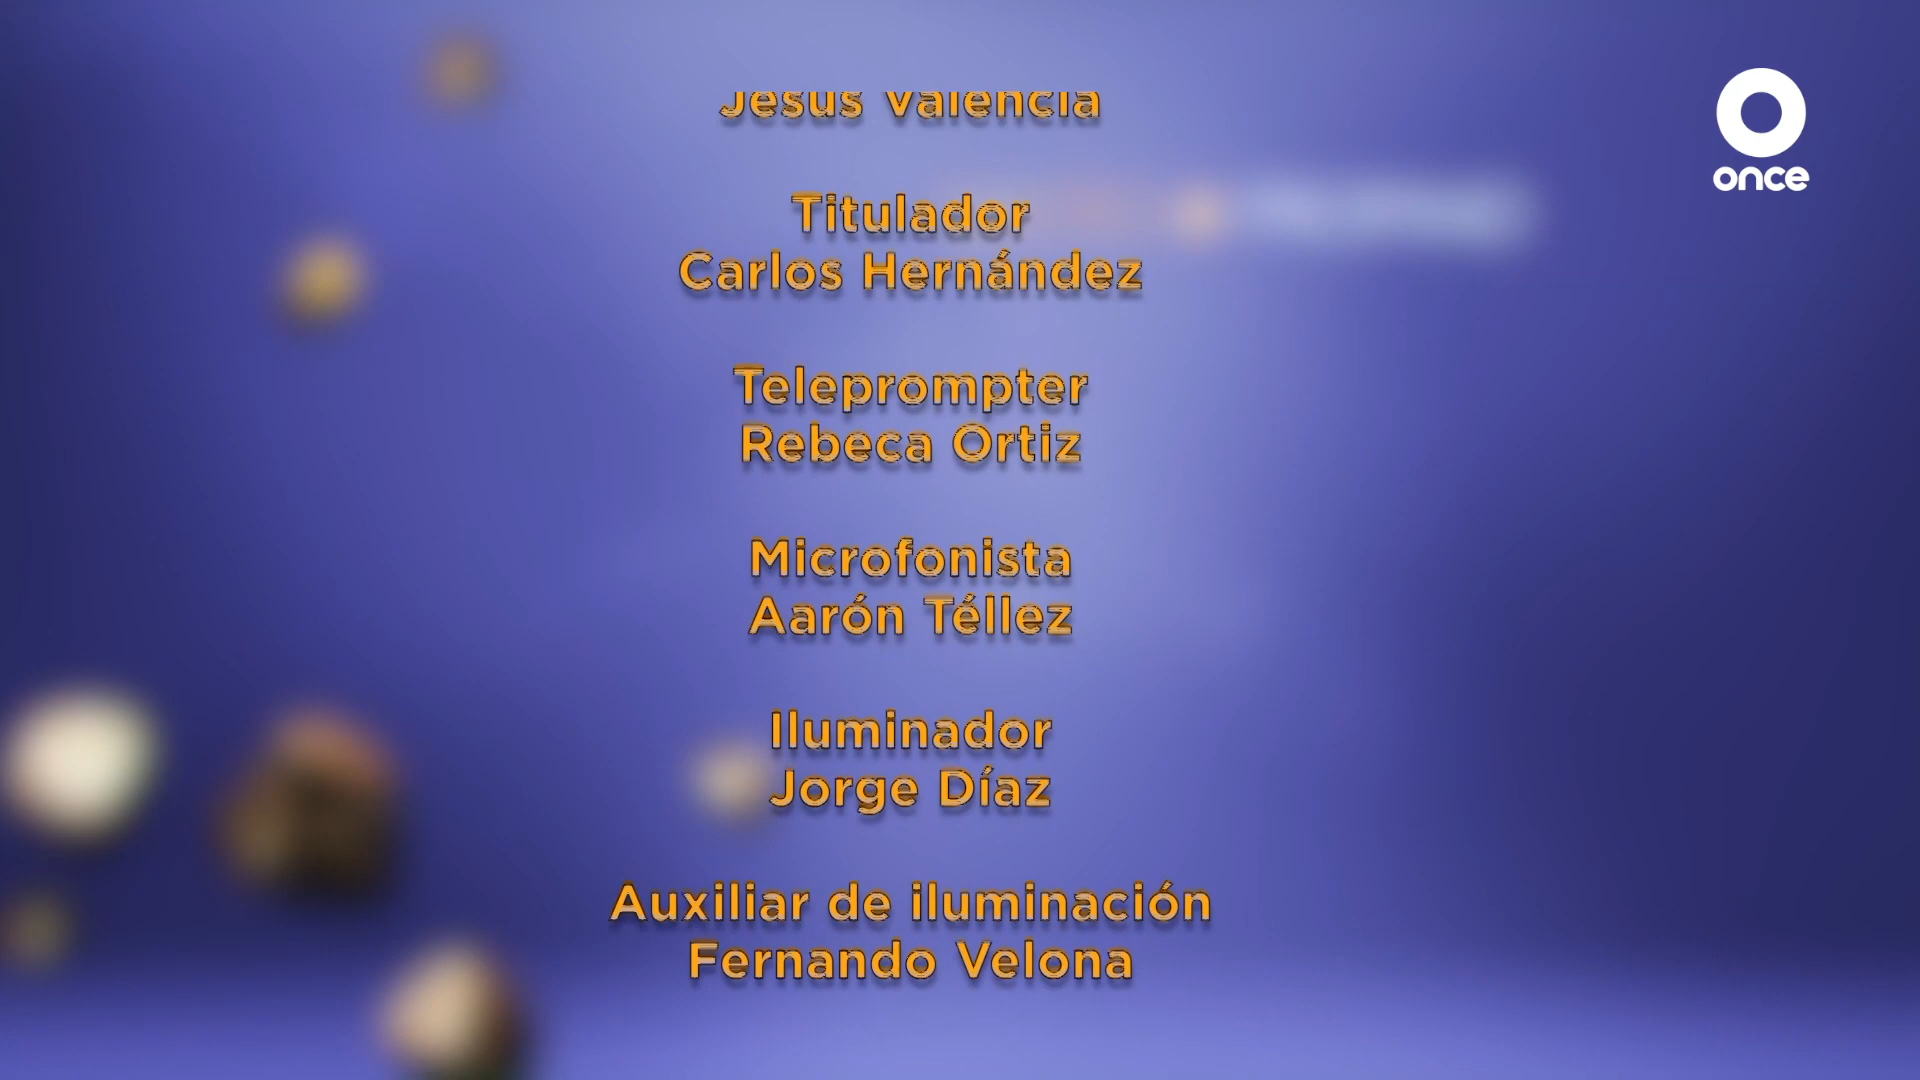 Jesús Valencia
Titulador
Carlos Hernández
Teleprompter
Rebeca Ortiz
Microfonista
Aarón Téllez
Iluminador
Jorge Díaz
Auxiliar de iluminación
Fernando Velona
once